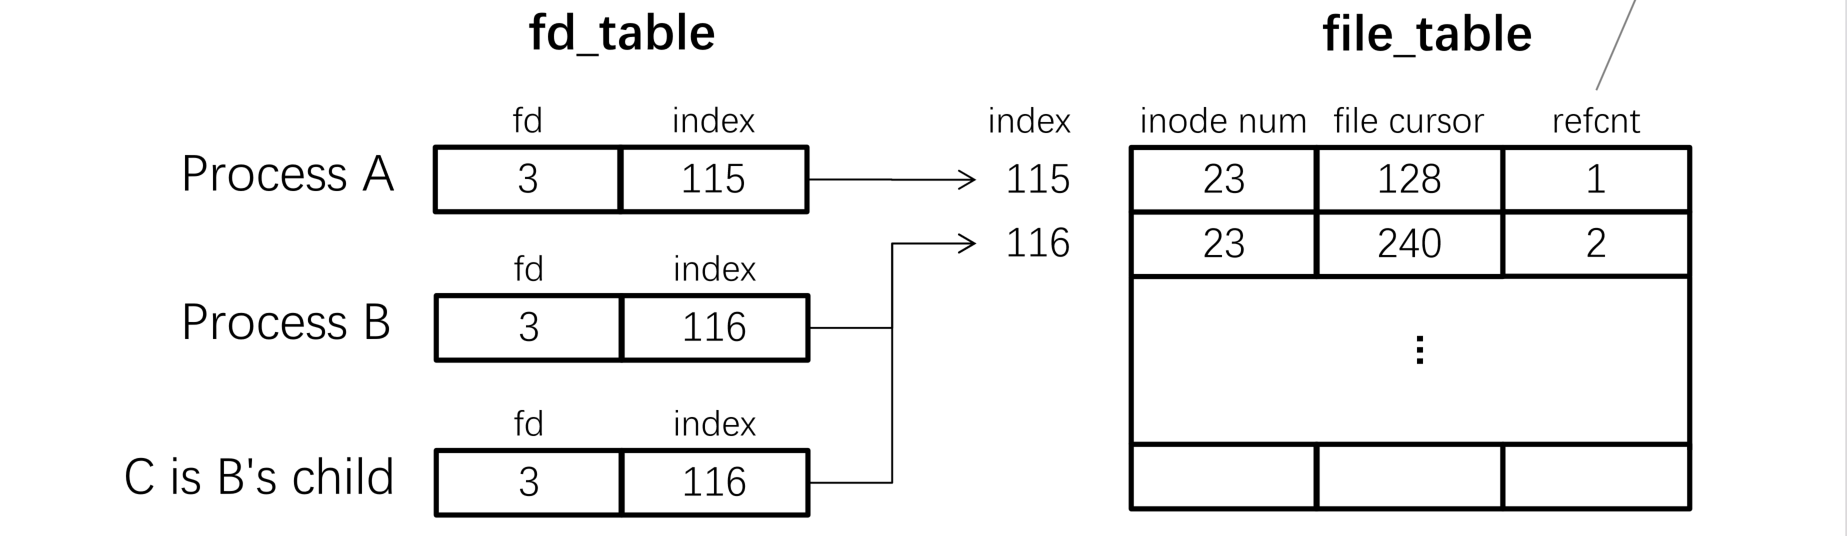 fd_table
file_table
fd index
index inode num file cursor refcnt
Process A 3 115 115 23 128 1
116 23 240 2
fd index
Process B 3 116
⋮
fd index
C is B's child 3 116